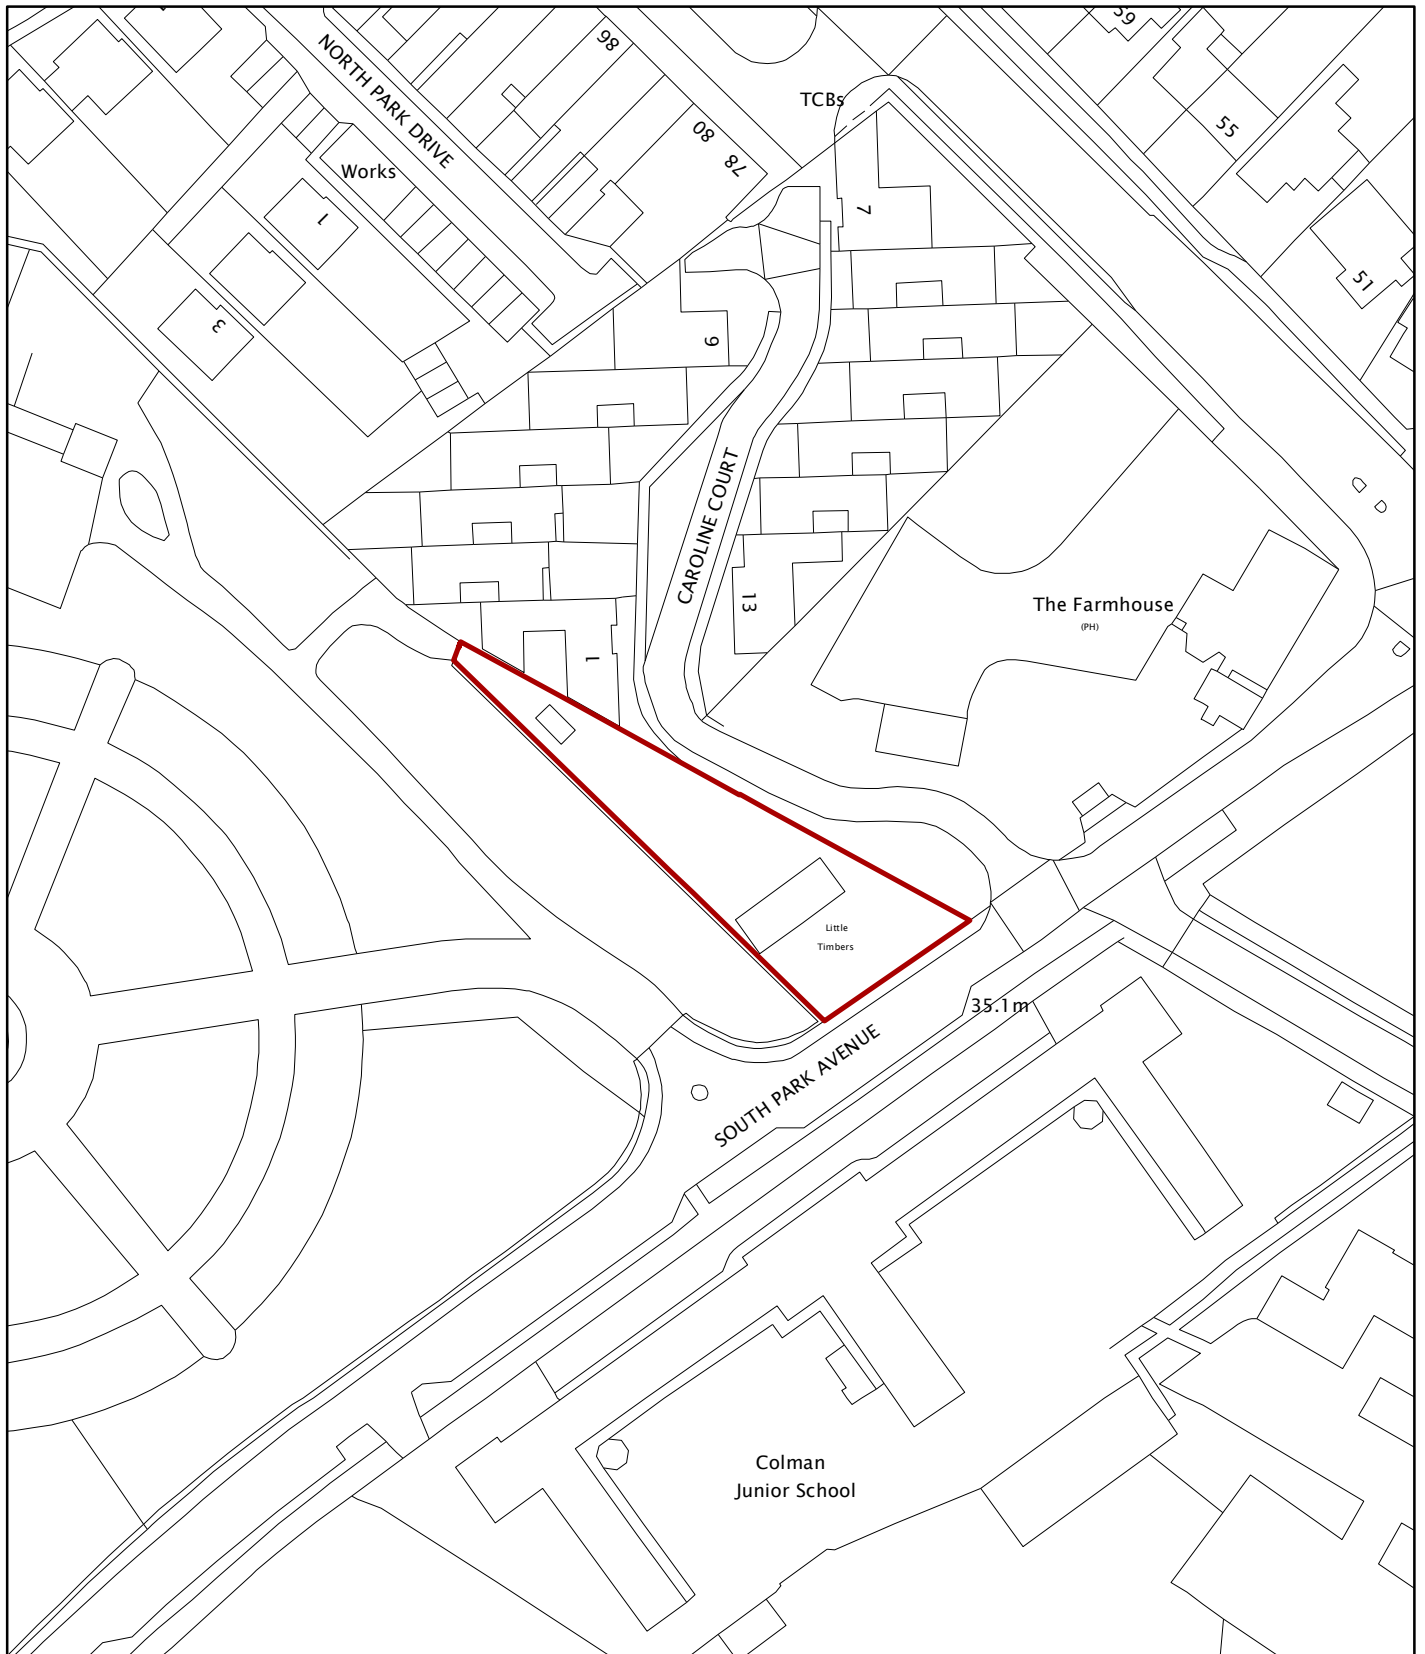 59
98
NORTH PARK DRIVE
TCBs
55
80
78
Works
7
1
51
3
9
CAROLINE COURT
13
The Farmhouse
(PH)
1
Little
Timbers
35.1m
SOUTH PARK AVENUE
Colman
Junior School